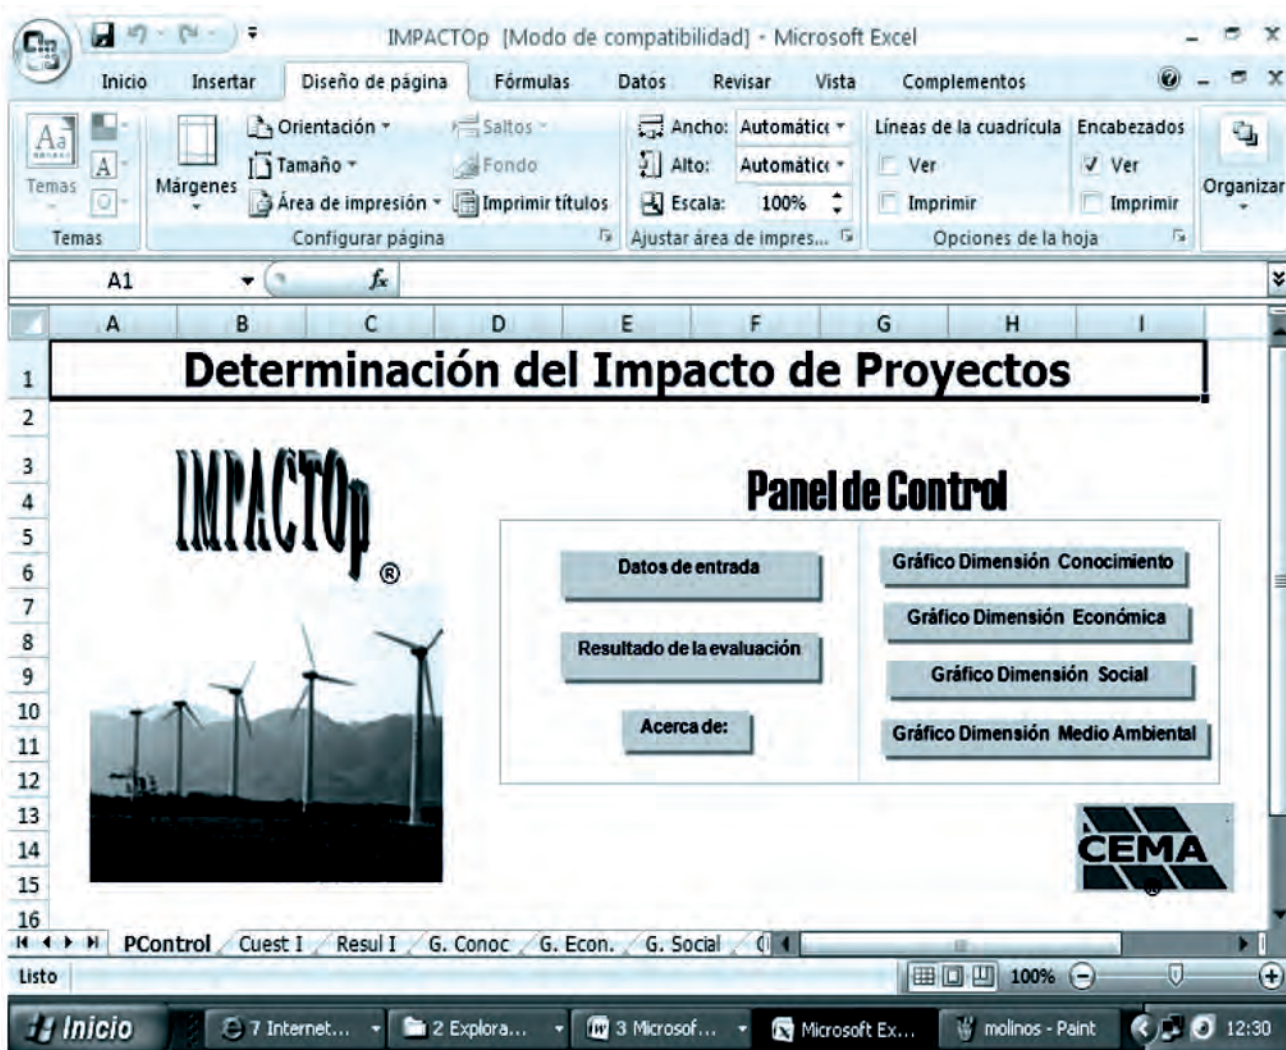 IMPACTOp [Modo de compatibilidad] - Microsoft Excel
Inicio Insertar Diseño de página Fórmulas Datos Revisar Vista Complementos
Aa Orientación Saltos Ancho: Automátic Líneas de la cuadrícula Encabezados
A Tamaño Fondo Alto: Automátic Ver Ver
Temas Márgenes Área de impresión Imprimir títulos Escala: 100% Imprimir Imprimir Organizar
Temas Configurar página Ajustar área de impres... Opciones de la hoja
A1 fx
A B C D E F G H I
1 Determinación del Impacto de Proyectos
2
3
4
5
6
7
8
9
10
11
12
13
14
15
16
IMPACTOp
®
Panel de Control
Datos de entrada
Resultado de la evaluación
Acerca de:
Gráfico Dimensión Conocimiento
Gráfico Dimensión Económica
Gráfico Dimensión Social
Gráfico Dimensión Medio Ambiental
CEMA
®
PControl Cuest I Resul I G. Conoc G. Econ. G. Social
Listo 100%
Inicio 7 Internet... 2 Explora... 3 Microsof... Microsoft Ex... molinos - Paint 12:30